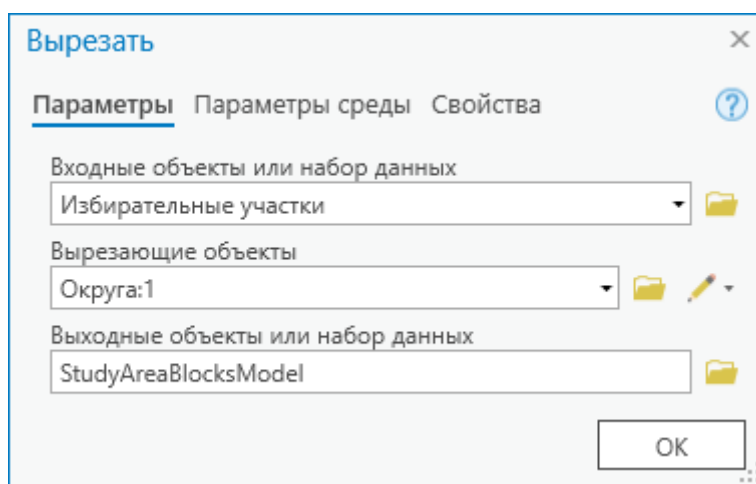 Вырезать
Параметры Параметры среды Свойства
Входные объекты или набор данных
Избирательные участки
Вырезающие объекты
Округа:1
Выходные объекты или набор данных
StudyAreaBlocksModel
OK